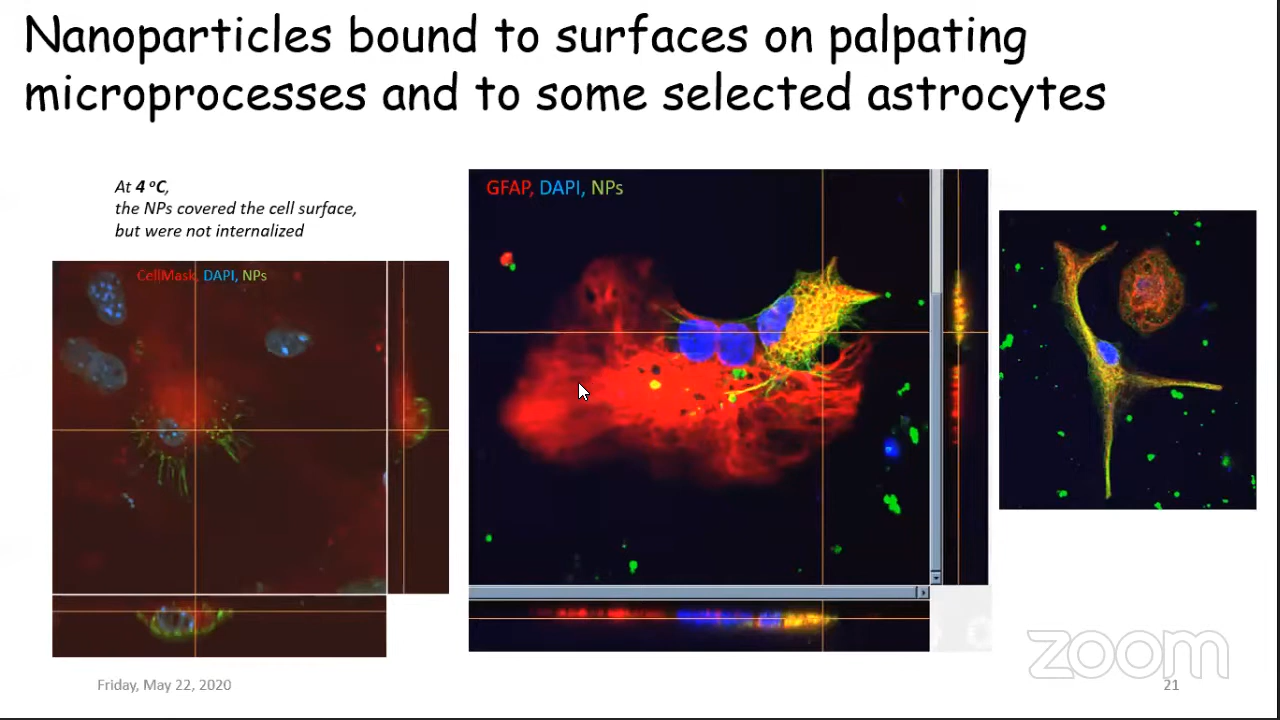 Nanoparticles bound to surfaces on palpating
microprocesses and to some selected astrocytes
At 4 °C,
the NPs covered the cell surface,
but were not internalized
CellMask, DAPI, NPs
GFAP, DAPI, NPs
zoom
Friday, May 22, 2020
21